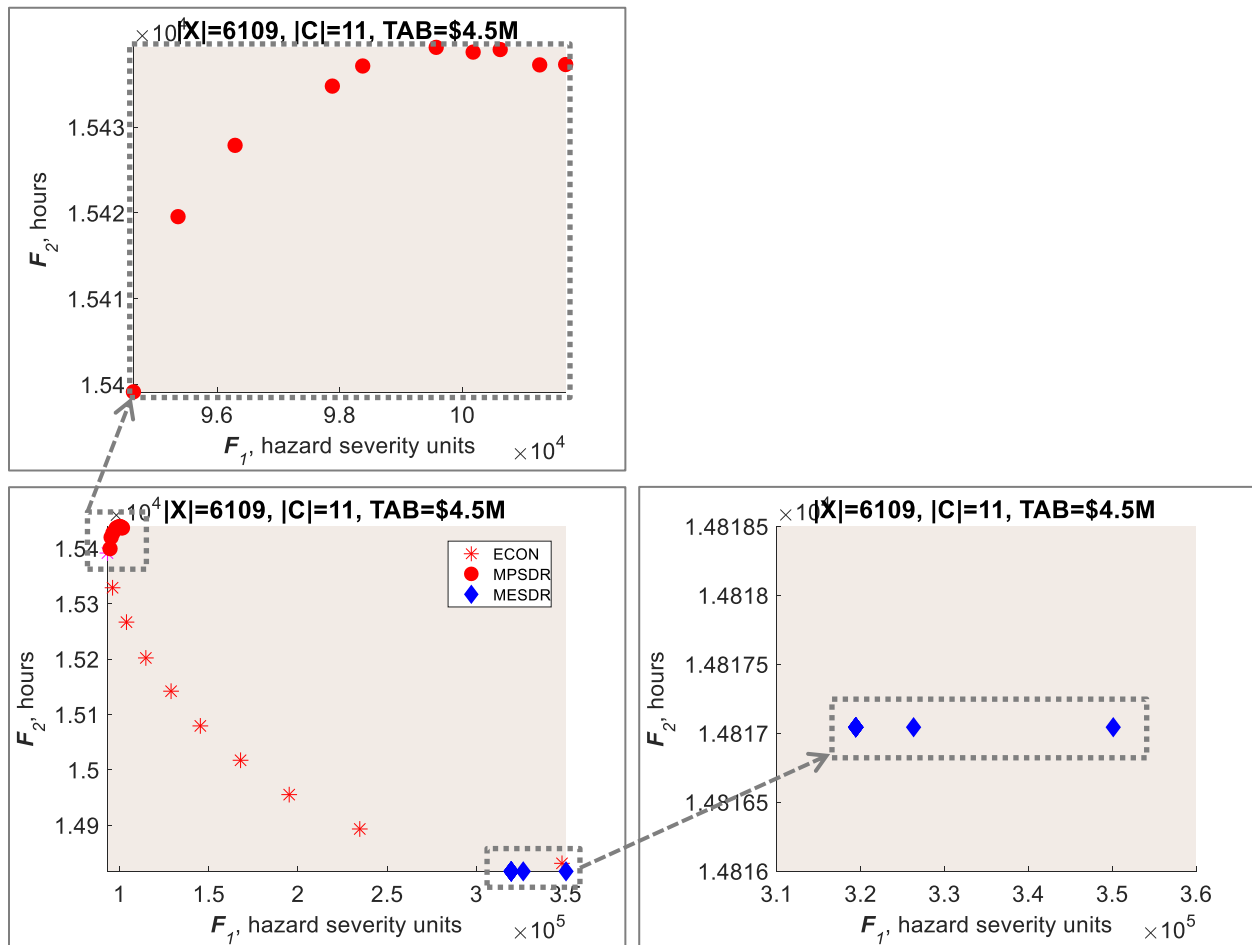 ×10⁴
|X|=6109, |C|=11, TAB=$4.5M
1.543
1.542
1.541
1.54
F₂, hours
9.6 9.8 10
F₁, hazard severity units
×10⁴
×10⁴
|X|=6109, |C|=11, TAB=$4.5M
1.54
1.53
1.52
1.51
1.5
1.49
F₂, hours
ECON
MPSDR
MESDR
1 1.5 2 2.5 3 3.5
F₁, hazard severity units
×10⁵
×10⁴
|X|=6109, |C|=11, TAB=$4.5M
1.48185
1.4818
1.48175
1.4817
1.48165
1.4816
F₂, hours
3.1 3.2 3.3 3.4 3.5 3.6
F₁, hazard severity units
×10⁵